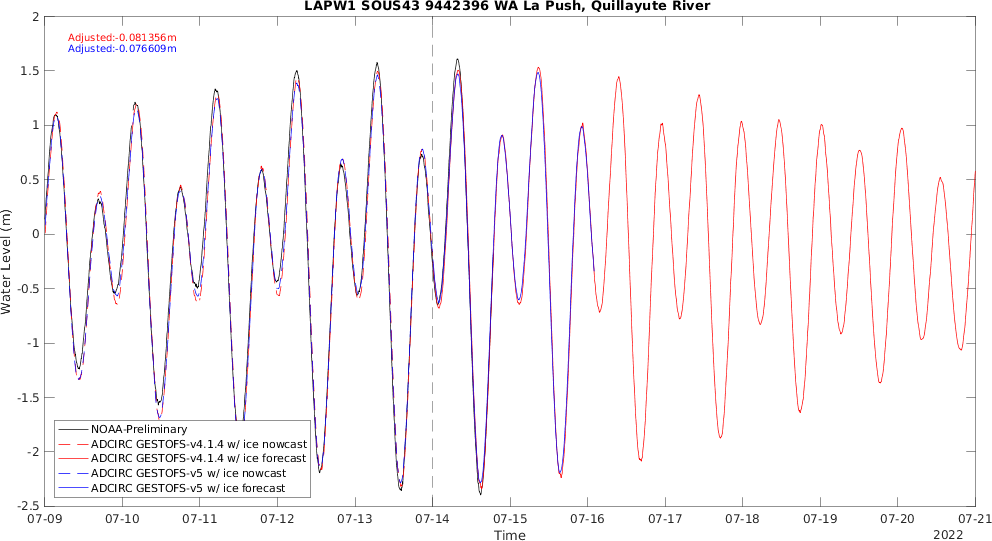 LAPW1 SOUS43 9442396 WA La Push, Quillayute River
Adjusted:-0.081356m
Adjusted:-0.076609m
2
1.5
1
0.5
0
-0.5
-1
-1.5
-2
-2.5
Water Level (m)
NOAA-Preliminary
ADCIRC GESTOFS-v4.1.4 w/ ice nowcast
ADCIRC GESTOFS-v4.1.4 w/ ice forecast
ADCIRC GESTOFS-v5 w/ ice nowcast
ADCIRC GESTOFS-v5 w/ ice forecast
07-09 07-10 07-11 07-12 07-13 07-14 07-15 07-16 07-17 07-18 07-19 07-20 07-21
Time
2022